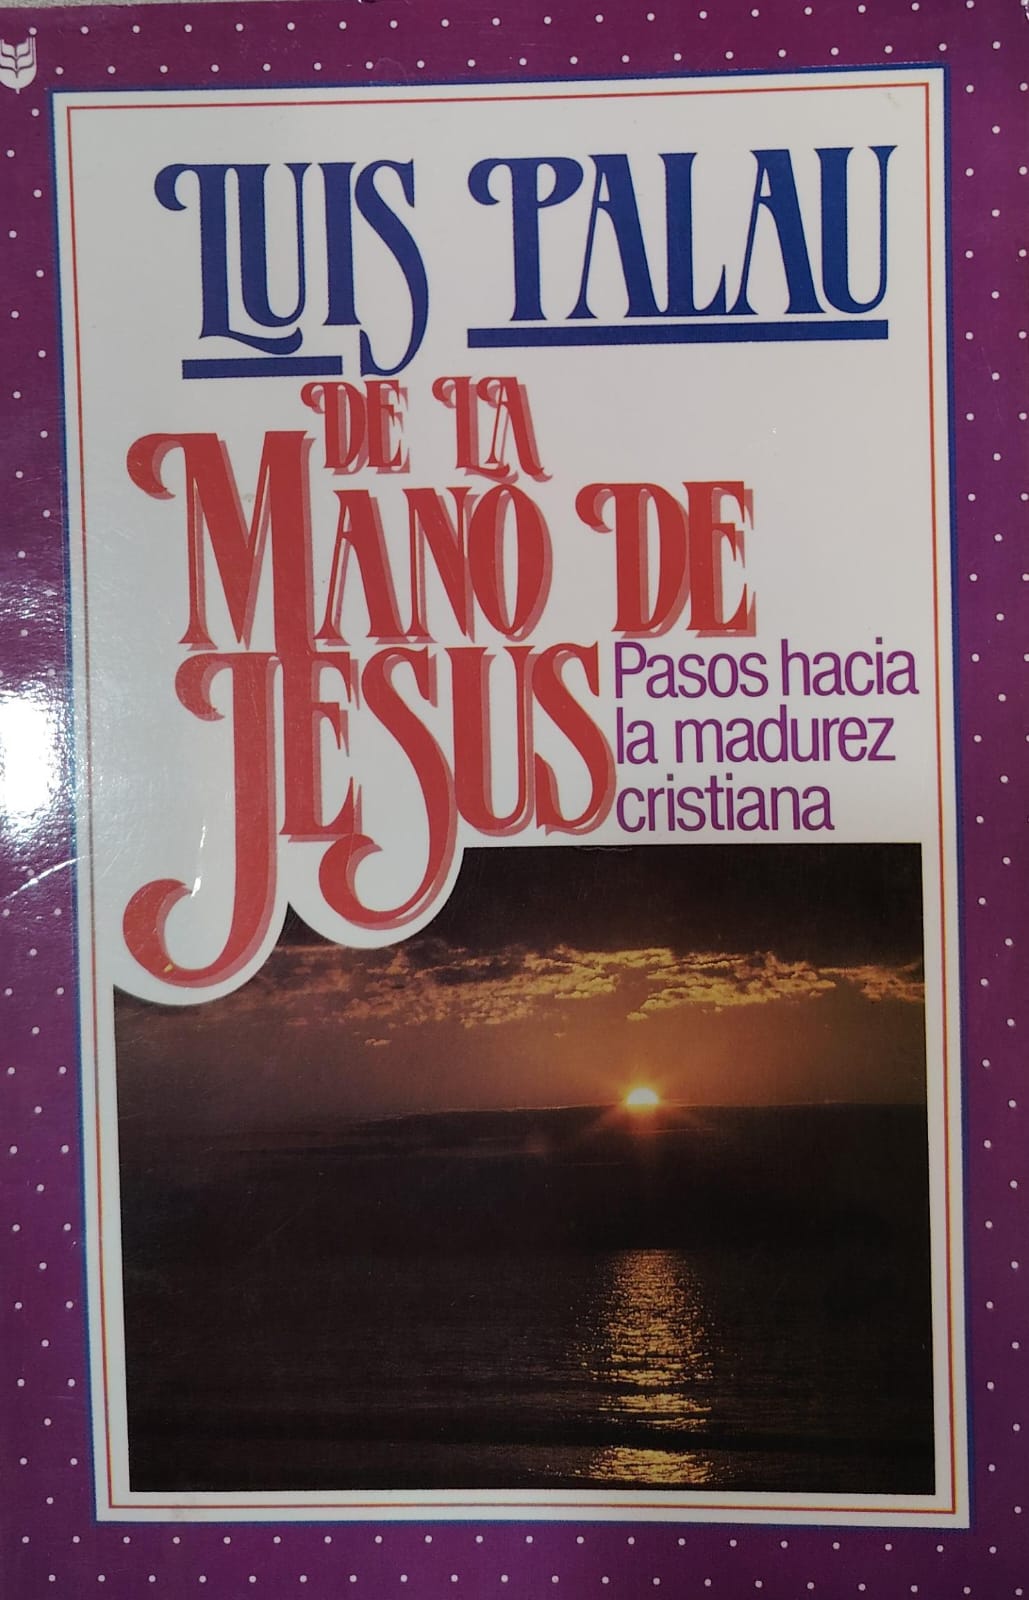 LUIS PALAU
DE LA
MANO DE
JESUS
Pasos hacia
la madurez
cristiana